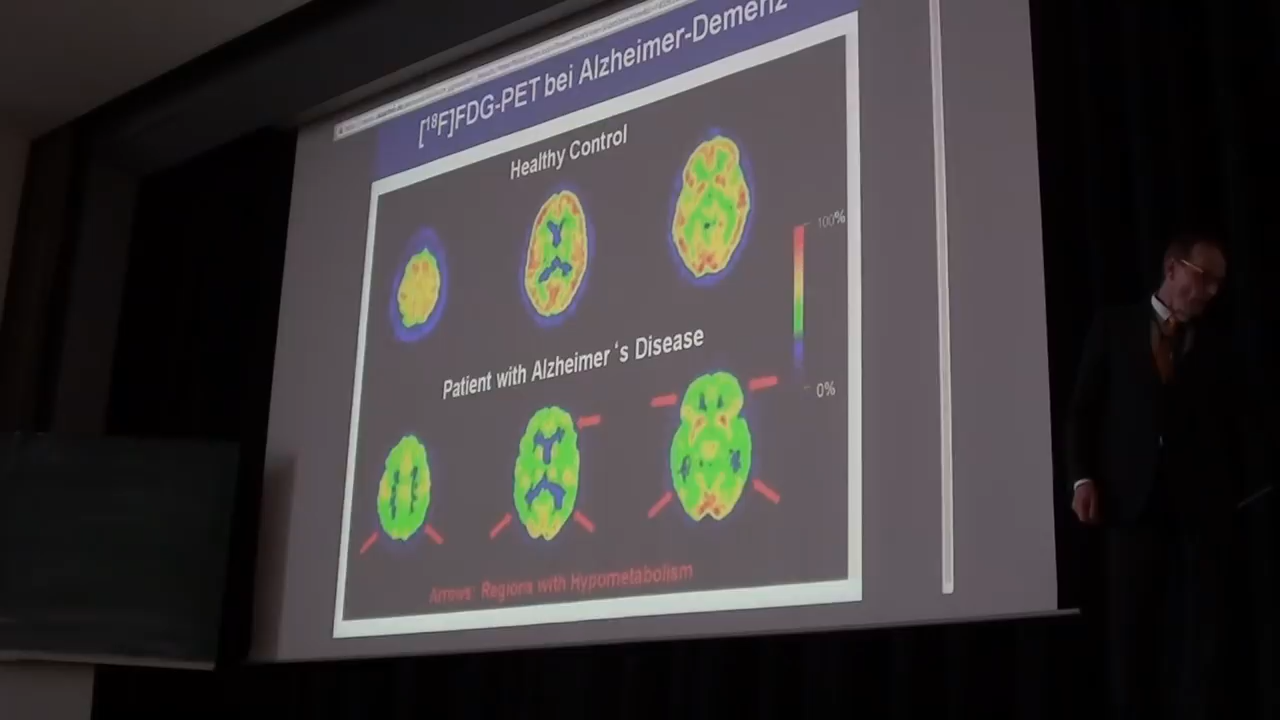 [¹⁸F]FDG-PET bei Alzheimer-Demenz
Healthy Control
100%
Patient with Alzheimer´s Disease
0%
Arrows: Regions with Hypometabolism